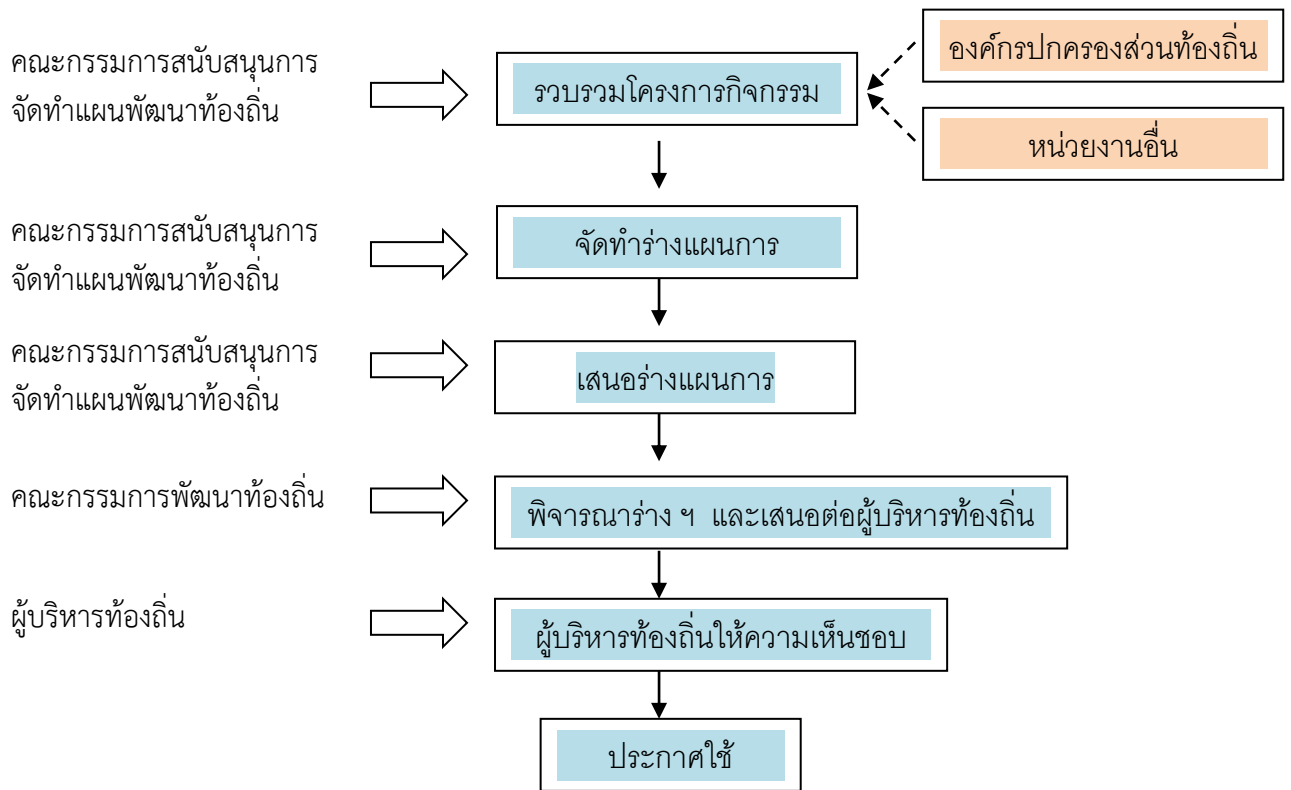 องค์กรปกครองส่วนท้องถิ่น
คณะกรรมการสนับสนุนการ
จัดทำแผนพัฒนาท้องถิ่น
รวบรวมโครงการกิจกรรม
หน่วยงานอื่น
คณะกรรมการสนับสนุนการ
จัดทำแผนพัฒนาท้องถิ่น
จัดทำร่างแผนการ
คณะกรรมการสนับสนุนการ
จัดทำแผนพัฒนาท้องถิ่น
เสนอร่างแผนการ
คณะกรรมการพัฒนาท้องถิ่น
พิจารณาร่าง ฯ และเสนอต่อผู้บริหารท้องถิ่น
ผู้บริหารท้องถิ่น
ผู้บริหารท้องถิ่นให้ความเห็นชอบ
ประกาศใช้